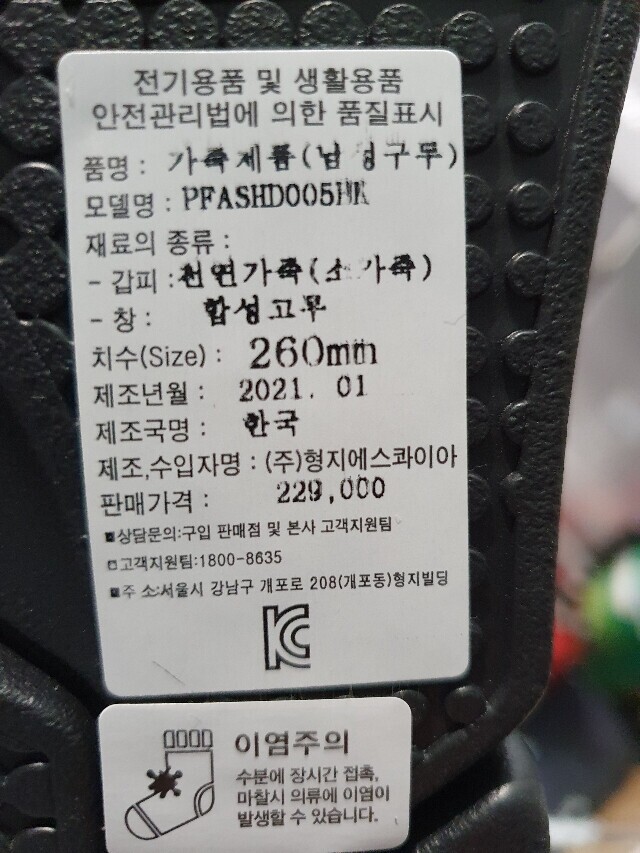 전기용품 및 생활용품
안전관리법에 의한 품질표시
품명 : 가죽제품(남성구두)
모델명 : PFASHD005HK
재료의 종류 :
- 갑피 : 천연가죽(소가죽)
- 창 : 합성고무
치수(Size) : 260mm
제조년월 : 2021. 01
제조국명 : 한국
제조,수입자명 : (주)형지에스콰이아
판매가격 : 229,000
■상담문의:구입 판매점 및 본사 고객지원팀
■고객지원팀:1800-8635
■주 소:서울시 강남구 개포로 208(개포동)형지빌딩
이염주의
수분에 장시간 접촉,
마찰시 의류에 이염이
발생할 수 있습니다.